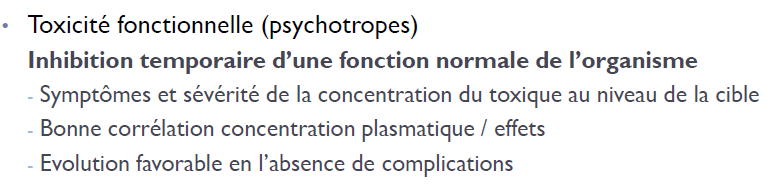 • Toxicité fonctionnelle (psychotropes)
Inhibition temporaire d’une fonction normale de l’organisme
- Symptômes et sévérité de la concentration du toxique au niveau de la cible
- Bonne corrélation concentration plasmatique / effets
- Evolution favorable en l’absence de complications